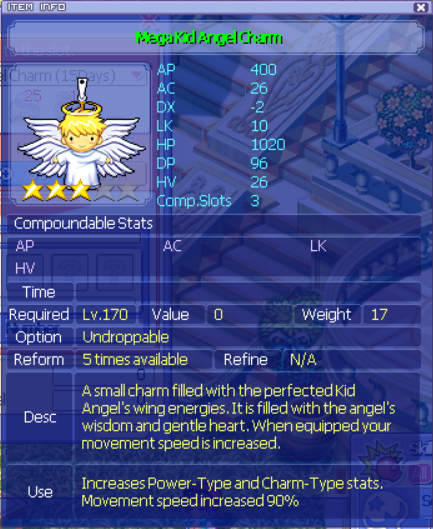 ITEM INFO
Mega Kid Angel Charm
Charm (15Days)
25
AP 400
AC 26
DX -2
LK 10
HP 1020
DP 96
HV 26
Comp.Slots 3
Compoundable Stats
AP AC LK
HV
Time
Required Lv.170 Value 0 Weight 17
Option Undroppable
Reform 5 times available Refine N/A
Desc
A small charm filled with the perfected Kid
Angel's wing energies. It is filled with the angel's
wisdom and gentle heart. When equipped your
movement speed is increased.
Use
Increases Power-Type and Charm-Type stats.
Movement speed increased 90%